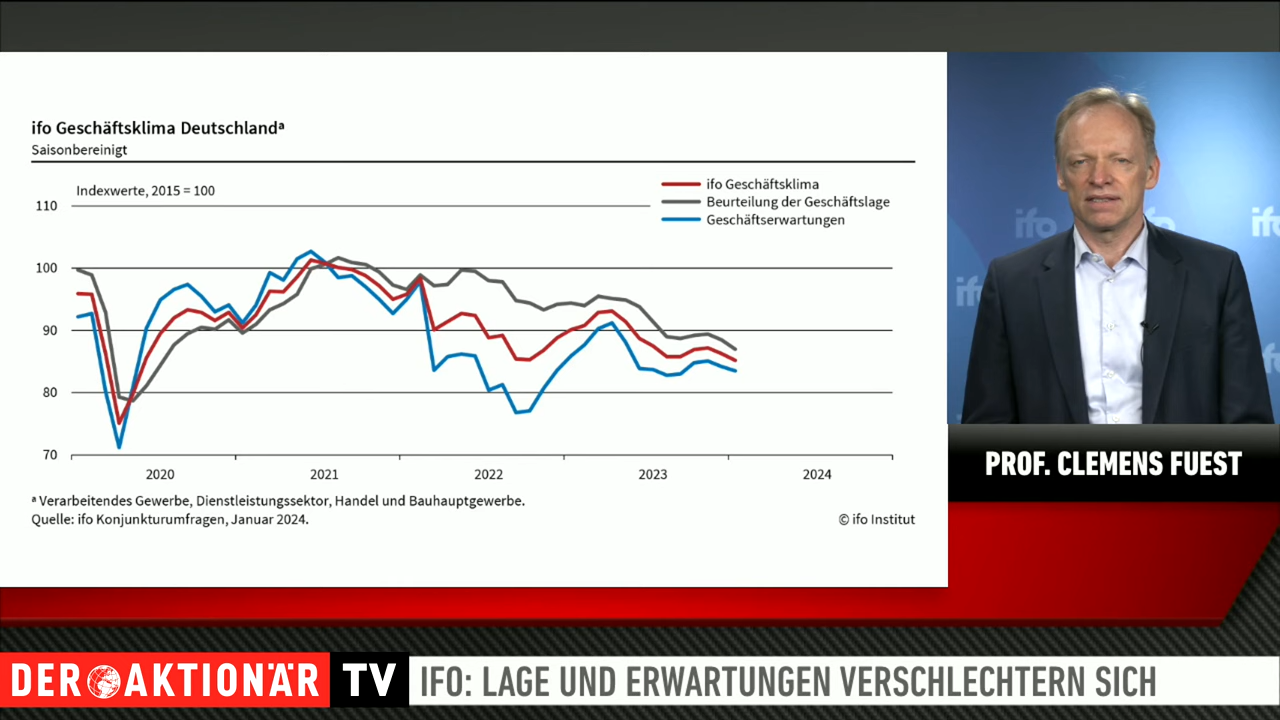 ifo Geschäftsklima Deutschlandᵃ
Saisonbereinigt
Indexwerte, 2015 = 100
ifo Geschäftsklima
Beurteilung der Geschäftslage
Geschäftserwartungen
110
100
90
80
70
2020
2021
2022
2023
2024
ᵃ Verarbeitendes Gewerbe, Dienstleistungssektor, Handel und Bauhauptgewerbe.
Quelle: ifo Konjunkturumfragen, Januar 2024.
© ifo Institut
ifo
PROF. CLEMENS FUEST
DER AKTIONÄR TV
IFO: LAGE UND ERWARTUNGEN VERSCHLECHTERN SICH